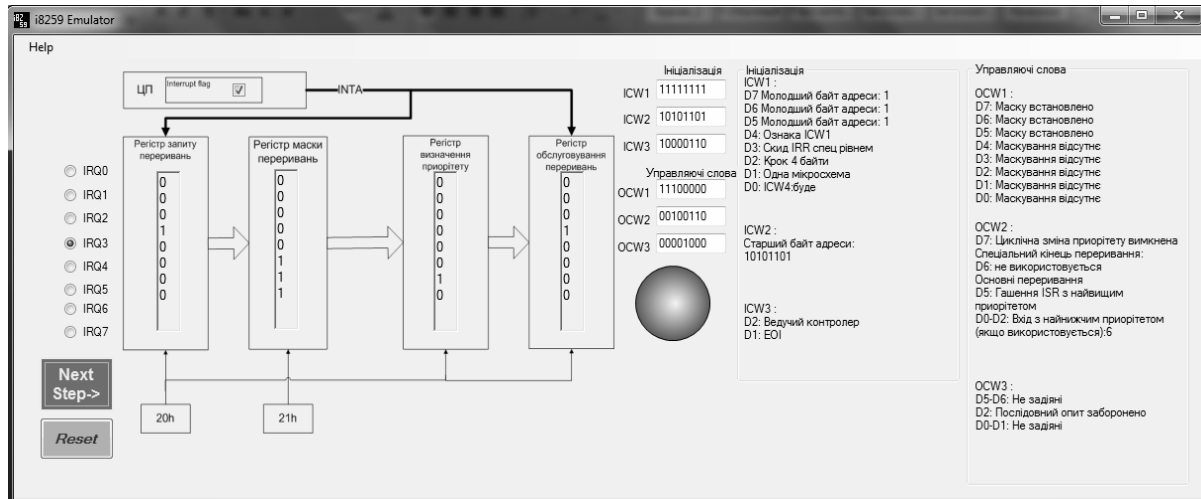 i8259 Emulator
Help
ЦП
Interrupt flag
INTA
Регістр запиту
переривань
0
0
0
1
0
0
0
0
Регістр маски
переривань
0
0
0
0
0
1
1
1
Регістр
визначення
приорітету
0
0
0
0
0
0
1
0
Регістр
обслуговування
переривань
0
0
0
1
0
0
0
0
IRQ0
IRQ1
IRQ2
IRQ3
IRQ4
IRQ5
IRQ6
IRQ7
Next
Step->
Reset
20h
21h
Ініціалізація
ICW1 11111111
ICW2 10101101
ICW3 10000110
Управляючі слова
OCW1 11100000
OCW2 00100110
OCW3 00001000
Ініціалізація
ICW1 :
D7 Молодший байт адреси: 1
D6 Молодший байт адреси: 1
D5 Молодший байт адреси: 1
D4: Ознака ICW1
D3: Скид IRR спец рівнем
D2: Крок 4 байти
D1: Одна мікросхема
D0: ICW4:буде
ICW2 :
Старший байт адреси:
10101101
ICW3 :
D2: Ведучий контролер
D1: EOI
Управляючі слова
OCW1 :
D7: Маску встановлено
D6: Маску встановлено
D5: Маску встановлено
D4: Маскування відсутнє
D3: Маскування відсутнє
D2: Маскування відсутнє
D1: Маскування відсутнє
D0: Маскування відсутнє
OCW2 :
D7: Циклічна зміна приорітету вимкнена
Спеціальний кінець переривання:
D6: не використовується
Основні переривання
D5: Гашення ISR з найвищим
приорітетом
D0-D2: Вхід з найнижчим приорітетом
(якщо використовується):6
OCW3 :
D5-D6: Не задіяні
D2: Послідовний опит заборонено
D0-D1: Не задіяні